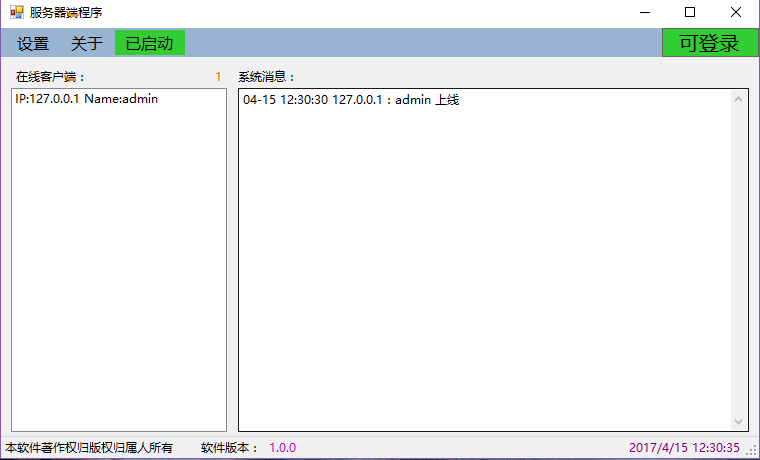 服务器端程序
设置 关于 已启动 可登录
在线客户端： 1 系统消息：
IP:127.0.0.1 Name:admin
04-15 12:30:30 127.0.0.1：admin 上线
本软件著作权归版权归属人所有 软件版本： 1.0.0 2017/4/15 12:30:35